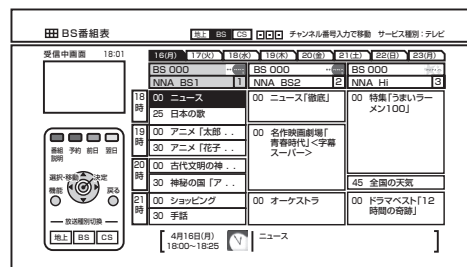 BS番組表
地上 BS CS チャンネル番号入力で移動 サービス種別：テレビ
受信中画面 18:01
16(月) 17(火) 18(水) 19(木) 20(金) 21(土) 22(日) 23(月)
BS 000 BS 000 BS 000
NNA BS1 1 NNA BS2 2 NNA Hi 3
18時
00 ニュース
25 日本の歌
00 ニュース「徹底」
00 特集「うまいラー
メン100」
19時
00 アニメ「太郎 . .
30 アニメ「花子 . .
00 名作映画劇場「
青春時代」<字幕
スーパー>
20時
00 古代文明の神 . .
30 神秘の国「ア . .
45 全国の天気
21時
00 ショッピング
30 手話
00 オーケストラ
00 ドラマベスト「12
時間の奇跡」
番組説明 予約 前日 翌日
選択・移動 決定
機能 戻る
放送種別切換
地上 BS CS
4月16日(月)
18:00~18:25
ニュース